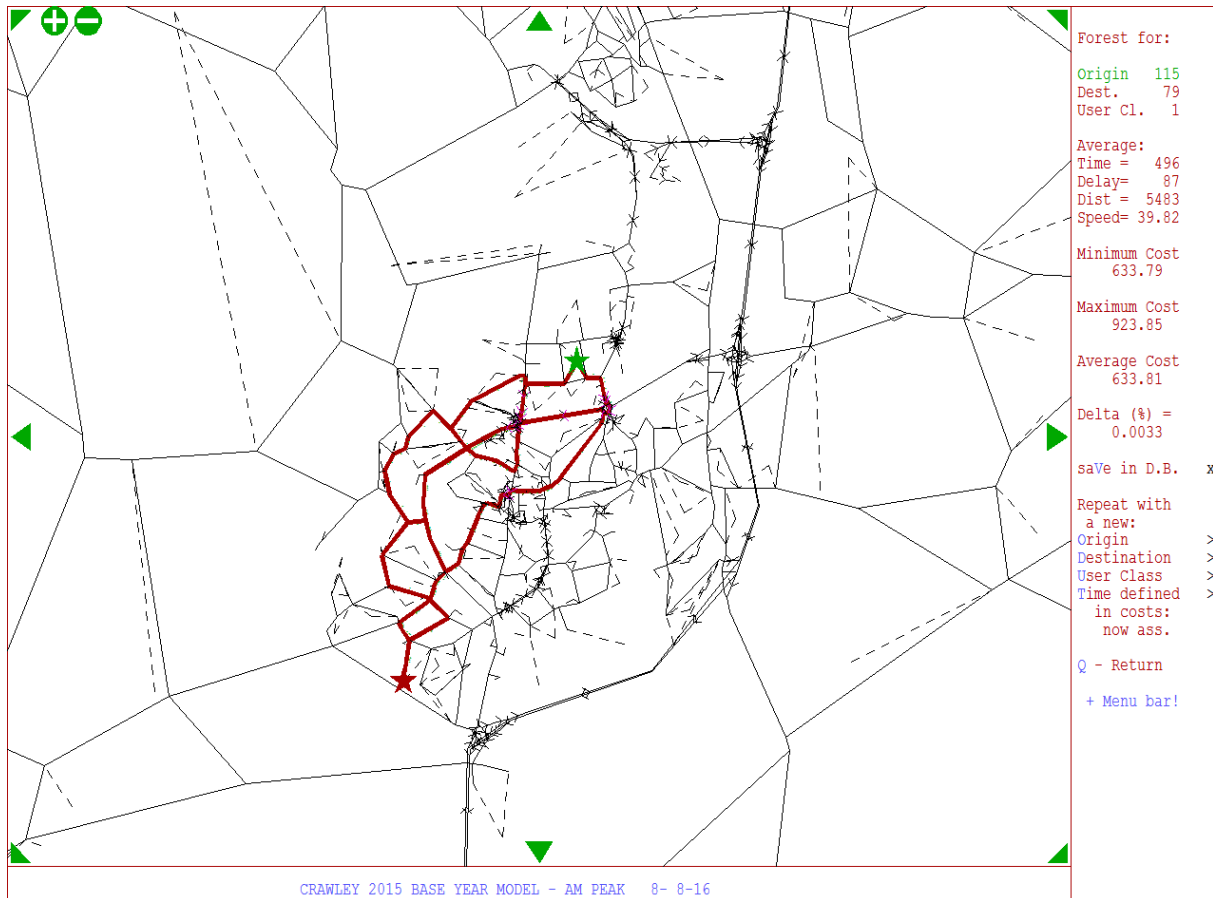 Forest for:
Origin 115
Dest. 79
User Cl. 1
Average:
Time = 496
Delay= 87
Dist = 5483
Speed= 39.82
Minimum Cost
633.79
Maximum Cost
923.85
Average Cost
633.81
Delta (%) =
0.0033
saVe in D.B. x
Repeat with
a new:
Origin >
Destination >
User Class >
Time defined >
in costs:
now ass.
Q - Return
+ Menu bar!
CRAWLEY 2015 BASE YEAR MODEL - AM PEAK 8- 8-16